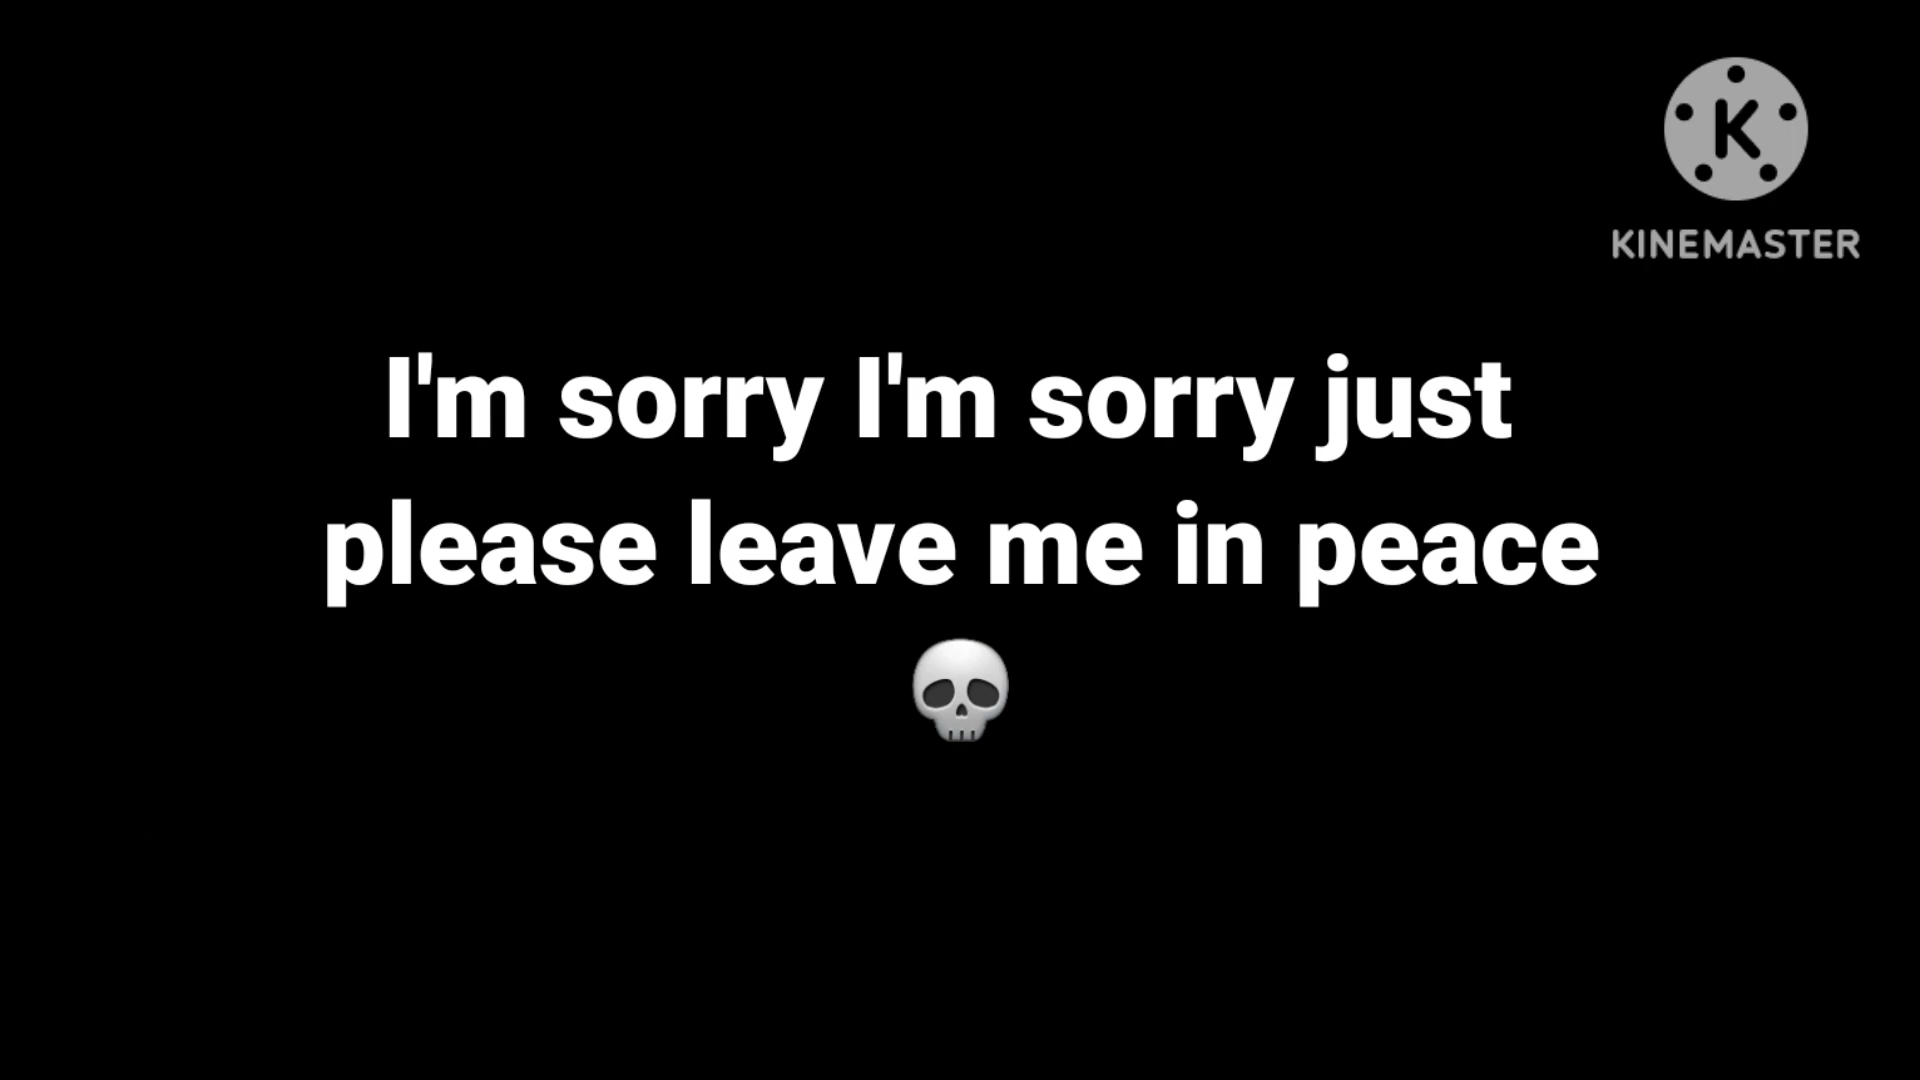 K
KINEMASTER
I'm sorry I'm sorry just
please leave me in peace
💀